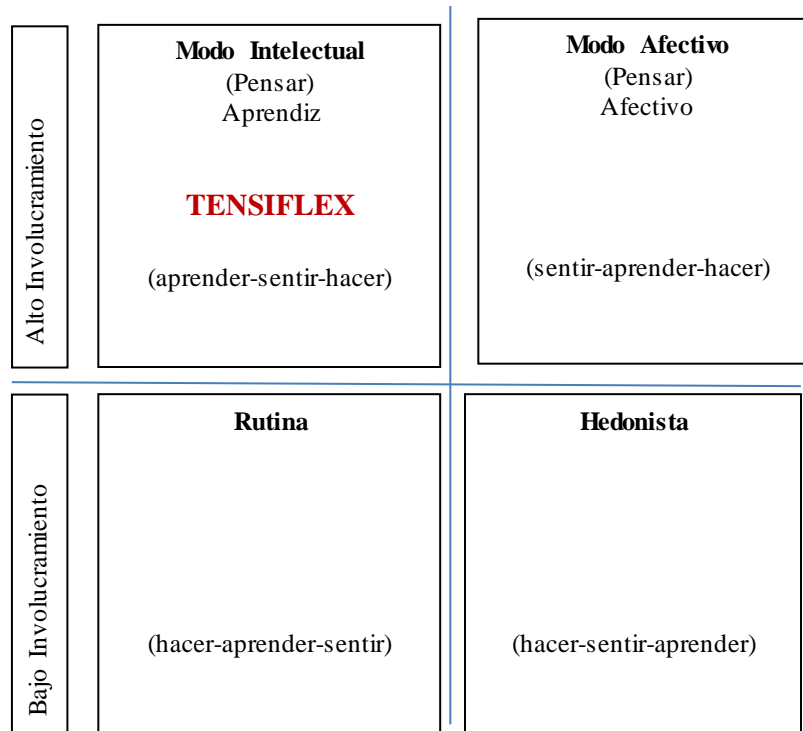 Alto Involucramiento
Modo Intelectual
(Pensar)
Aprendiz
TENSIFLEX
(aprender-sentir-hacer)
Modo Afectivo
(Pensar)
Afectivo
(sentir-aprender-hacer)
Bajo Involucramiento
Rutina
(hacer-aprender-sentir)
Hedonista
(hacer-sentir-aprender)